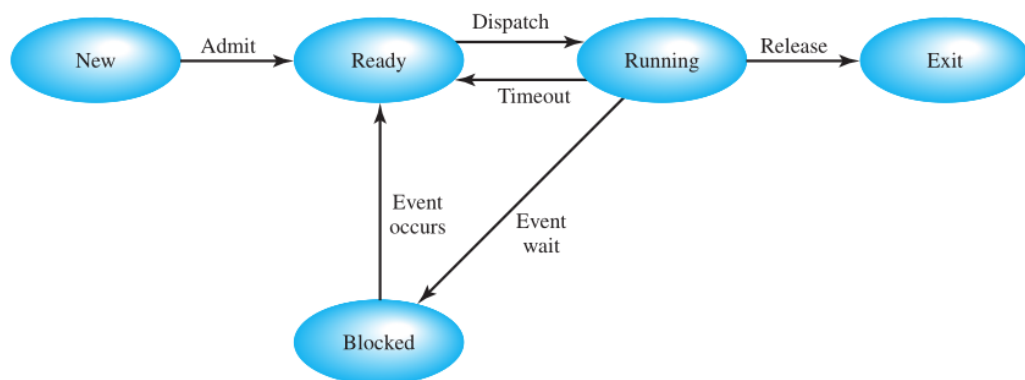 Dispatch
Admit
Release
New
Ready
Running
Exit
Timeout
Event
occurs
Event
wait
Blocked